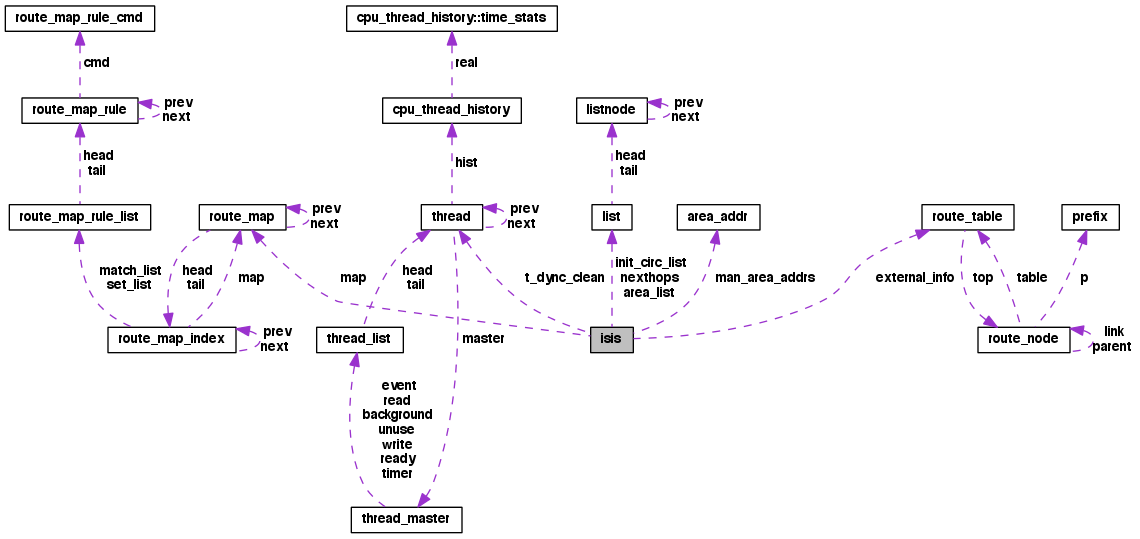 route_map_rule_cmd
cpu_thread_history::time_stats
cmd
real
route_map_rule
prev
next
cpu_thread_history
listnode
prev
next
head
tail
hist
head
tail
route_map_rule_list
route_map
prev
next
thread
prev
next
list
area_addr
route_table
prefix
match_list
set_list
head
tail
map
map
head
tail
t_dync_clean
init_circ_list
nexthops
area_list
man_area_addrs
external_info
top
table
p
route_map_index
prev
next
thread_list
master
isis
route_node
link
parent
event
read
background
unuse
write
ready
timer
thread_master